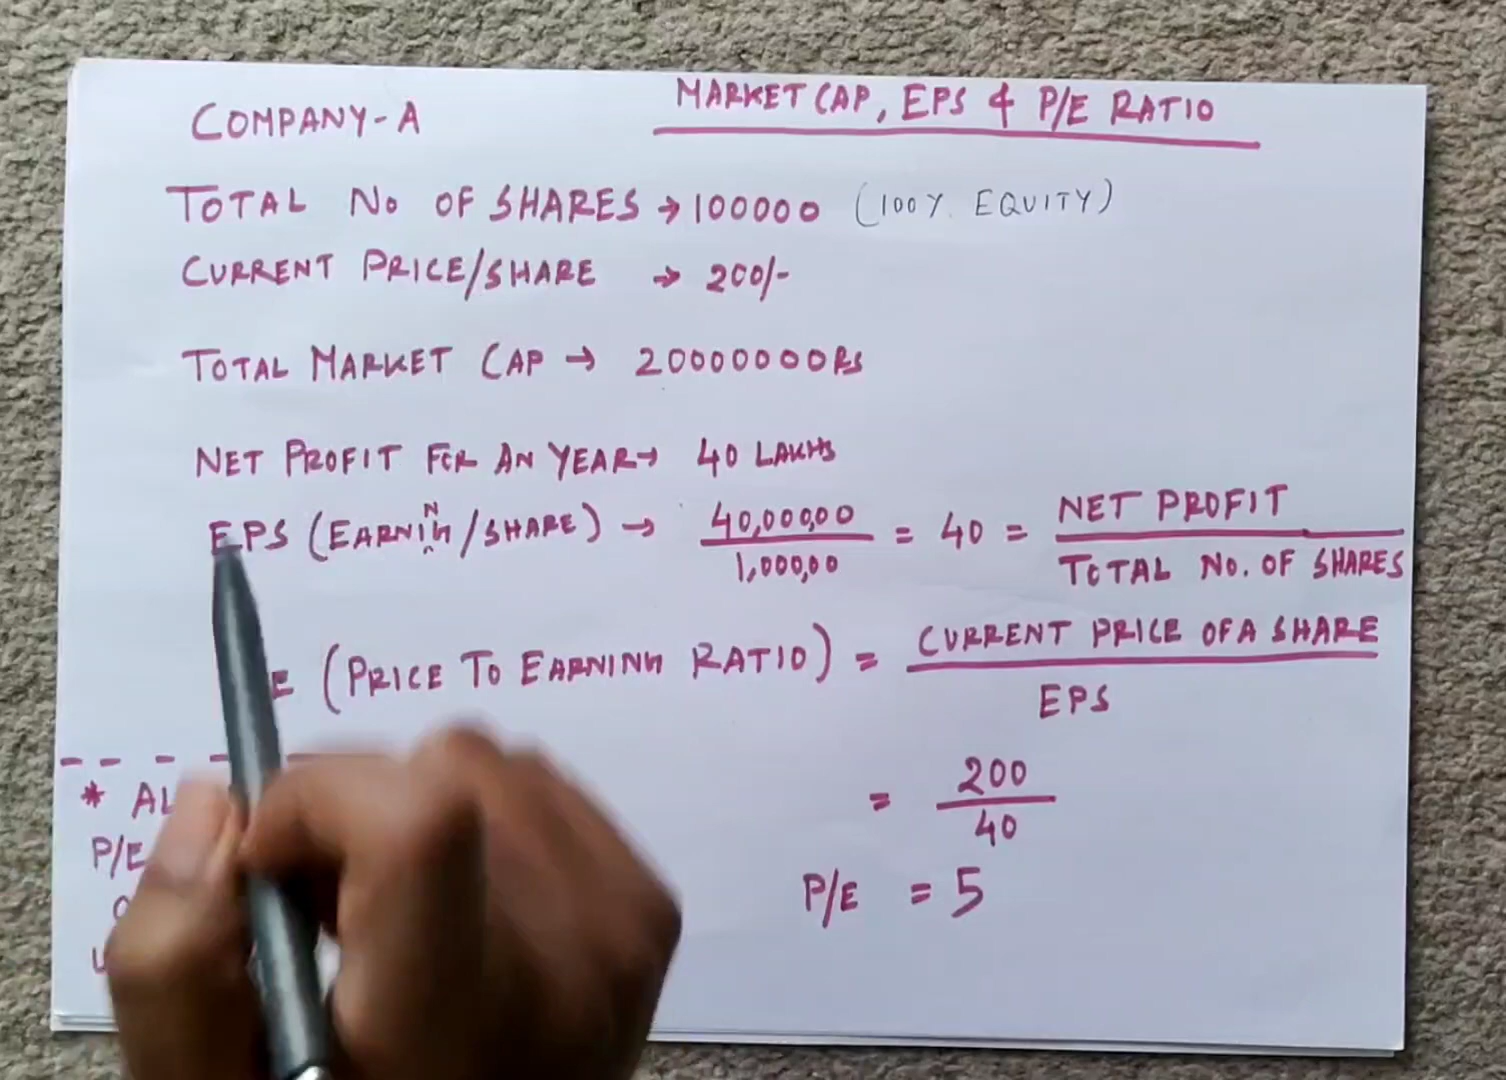 COMPANY-A
MARKET CAP, EPS & P/E RATIO
TOTAL NO OF SHARES → 100000 (100% EQUITY)
CURRENT PRICE/SHARE → 200/-
TOTAL MARKET CAP → 20000000 Rs
NET PROFIT FOR AN YEAR → 40 LAKHS
EPS (EARNING/SHARE) → 40,00,000 / 1,000,00 = 40 = NET PROFIT / TOTAL NO. OF SHARES
E (PRICE TO EARNING RATIO) = CURRENT PRICE OF A SHARE / EPS
= 200 / 40
P/E = 5
* AL
P/E